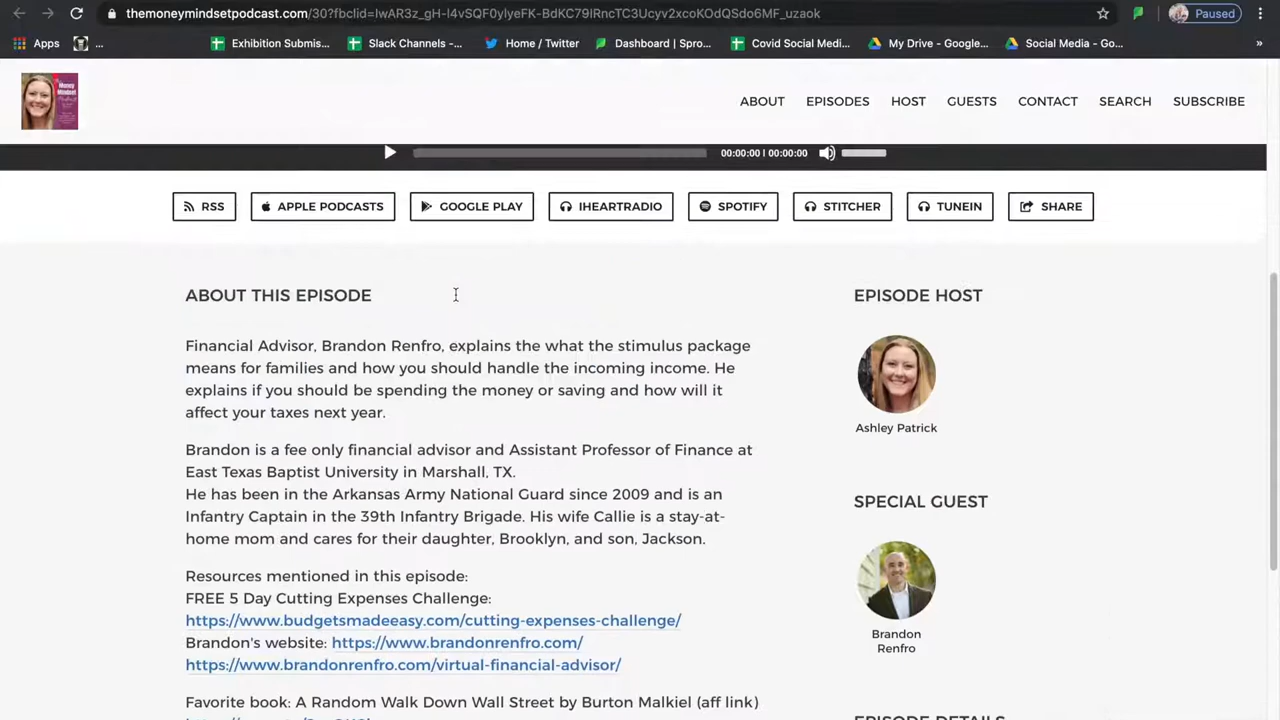 themoneymindsetpodcast.com/30?fbclid=IwAR3z_gH-l4vSQF0ylyeFK-BdKC79IRncTC3Ucyv2xcoKOdQSdo6MF_uzaok
Paused
Apps
...
Exhibition Submis...
Slack Channels -...
Home / Twitter
Dashboard | Spro...
Covid Social Medi...
My Drive - Google...
Social Media - Go...
»
Money
Mindset
ABOUT
EPISODES
HOST
GUESTS
CONTACT
SEARCH
SUBSCRIBE
00:00:00 | 00:00:00
RSS
APPLE PODCASTS
GOOGLE PLAY
IHEARTRADIO
SPOTIFY
STITCHER
TUNEIN
SHARE
ABOUT THIS EPISODE
Financial Advisor, Brandon Renfro, explains the what the stimulus package
means for families and how you should handle the incoming income. He
explains if you should be spending the money or saving and how will it
affect your taxes next year.
Brandon is a fee only financial advisor and Assistant Professor of Finance at
East Texas Baptist University in Marshall, TX.
He has been in the Arkansas Army National Guard since 2009 and is an
Infantry Captain in the 39th Infantry Brigade. His wife Callie is a stay-at-
home mom and cares for their daughter, Brooklyn, and son, Jackson.
Resources mentioned in this episode:
FREE 5 Day Cutting Expenses Challenge:
https://www.budgetsmadeeasy.com/cutting-expenses-challenge/
Brandon's website: https://www.brandonrenfro.com/
https://www.brandonrenfro.com/virtual-financial-advisor/
Favorite book: A Random Walk Down Wall Street by Burton Malkiel (aff link)
EPISODE HOST
Ashley Patrick
SPECIAL GUEST
Brandon
Renfro
EPISODE DETAILS